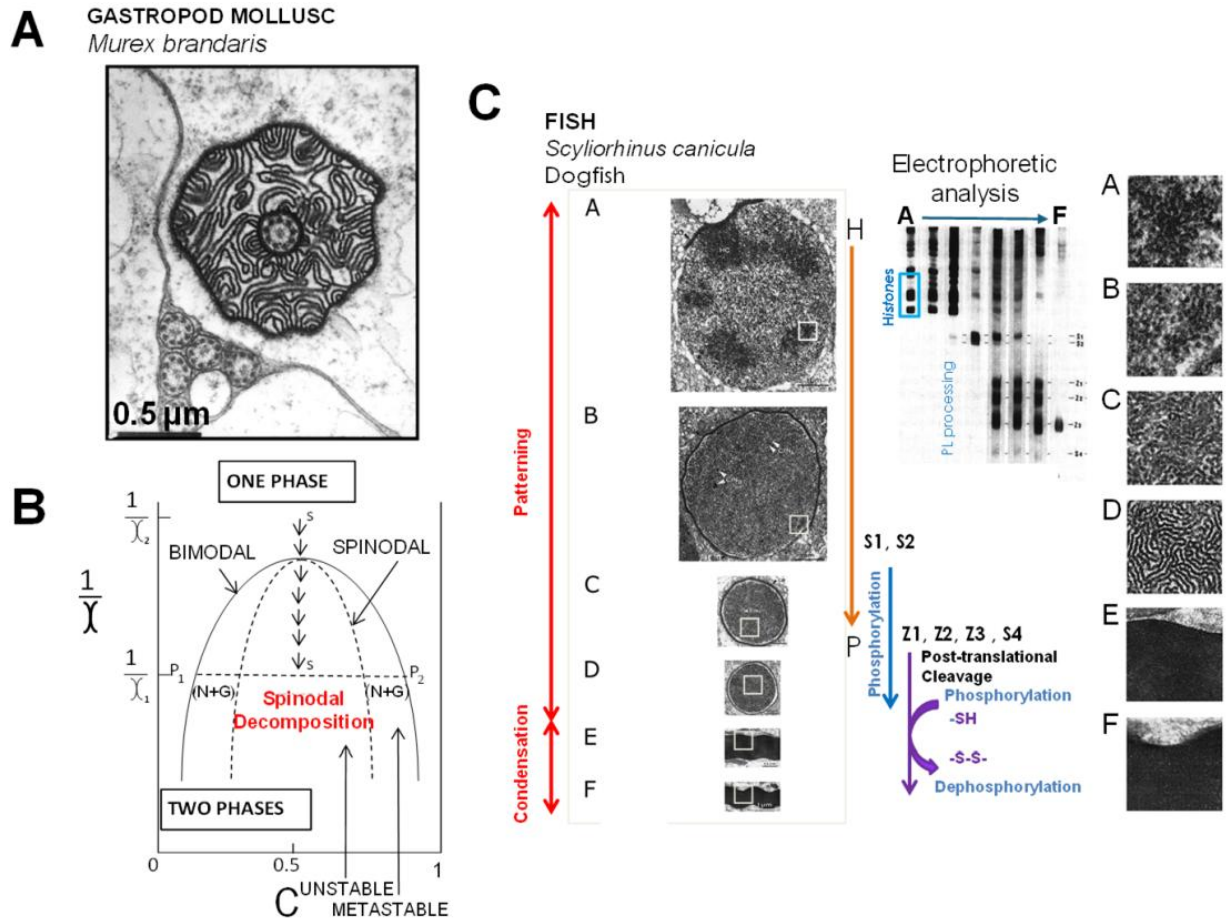 A
GASTROPOD MOLLUSC
Murex brandaris
0.5 µm
B
ONE PHASE
1
χ₂
S
BIMODAL
SPINODAL
1
χ
1
χ₁
P₁
S
P₂
(N+G)
(N+G)
Spinodal
Decomposition
TWO PHASES
0
0.5
1
C
UNSTABLE
METASTABLE
C
FISH
Scyliorhinus canicula
Dogfish
Patterning
Condensation
A
B
C
D
E
F
H
P
Electrophoretic
analysis
A
F
Histones
PL processing
S1, S2
Phosphorylation
Z1, Z2, Z3 , S4
Post-translational
Cleavage
Phosphorylation
-SH
-S-S-
Dephosphorylation
A
B
C
D
E
F